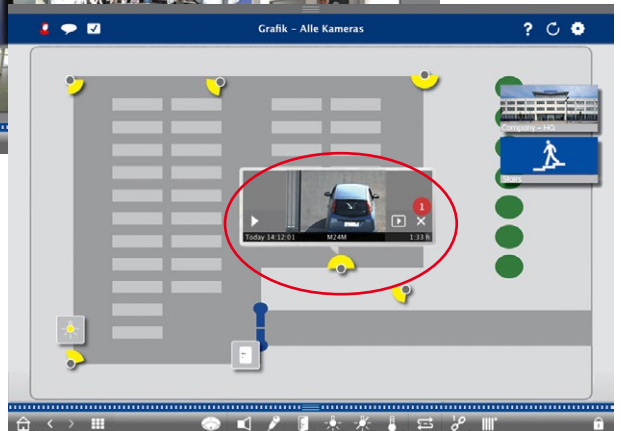 Grafik – Alle Kameras
?
Company – HQ
Stairs
1
Today 14:12:01 M24M 1:33 h